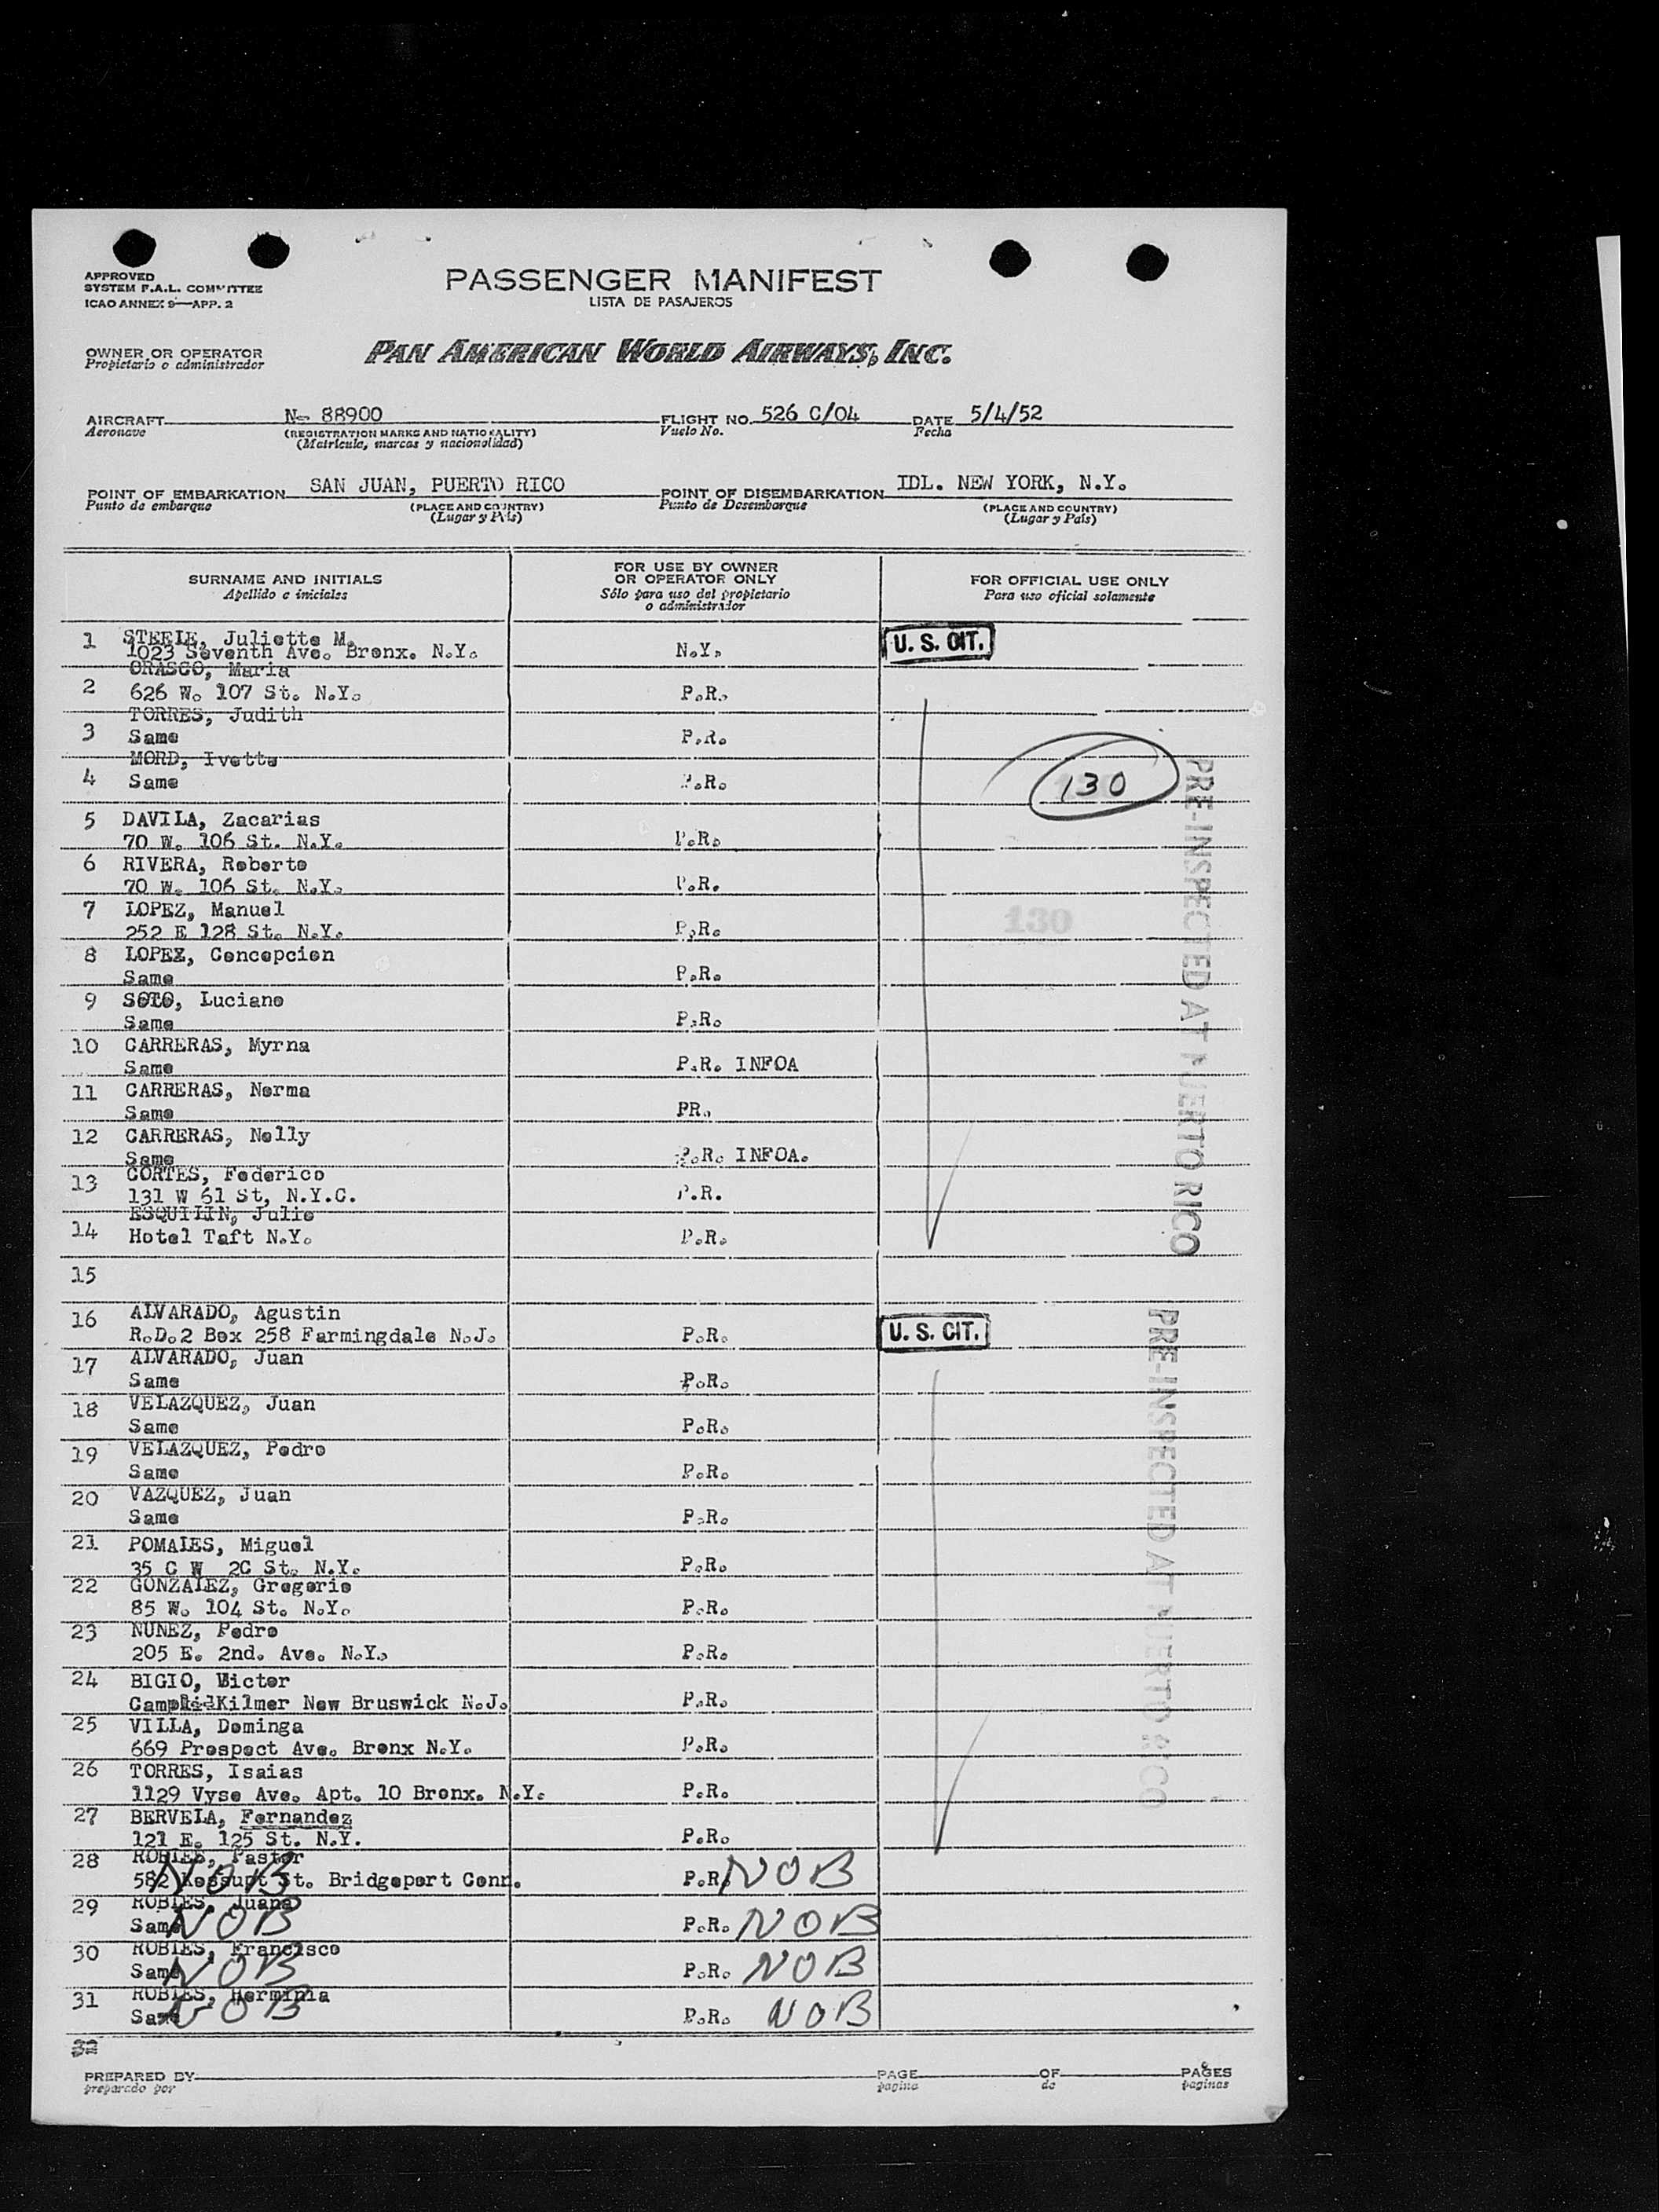 APPROVED
SYSTEM F.A.L. COMMITTEE
ICAO ANNEX 9—APP. 2
PASSENGER MANIFEST
LISTA DE PASAJEROS
OWNER OR OPERATOR
Propietario o administrador
PAN AMERICAN WORLD AIRWAYS, INC.
AIRCRAFT N- 88900 FLIGHT NO. 526 C/04 DATE 5/4/52
Aeronave (REGISTRATION MARKS AND NATIONALITY) Vuelo No. Fecha
(Matrícula, marcas y nacionalidad)
POINT OF EMBARKATION SAN JUAN, PUERTO RICO POINT OF DISEMBARKATION IDL. NEW YORK, N.Y.
Punto de embarque (PLACE AND COUNTRY) Punto de Desembarque (PLACE AND COUNTRY)
(Lugar y País) (Lugar y País)
SURNAME AND INITIALS
Apellido e iniciales
FOR USE BY OWNER
OR OPERATOR ONLY
Sólo para uso del propietario
o administrador
FOR OFFICIAL USE ONLY
Para uso oficial solamente
1 STEELE, Juliette M.
1023 Seventh Ave. Bronx. N.Y. N.Y. U. S. CIT.
ORASCO, Maria
2 626 W. 107 St. N.Y. P.R.
TORRES, Judith
3 Same P.R.
MORD, Ivette
4 Same P.R. 130
5 DAVILA, Zacarias
70 W. 106 St. N.Y. P.R.
6 RIVERA, Roberto
70 W. 106 St. N.Y. P.R.
7 LOPEZ, Manuel
252 E 128 St. N.Y. P.R. 130
8 LOPEZ, Concepcion
Same P.R.
9 SOTO, Luciano
Same P.R.
10 CARRERAS, Myrna
Same P.R. INFOA
11 CARRERAS, Norma
Same PR.
12 CARRERAS, Nelly
Same P.R. INFOA.
13 CORTES, Federico
131 W 61 St, N.Y.C. P.R.
ESQUILIN, Julio
14 Hotel Taft N.Y. P.R.
PRE-INSPECTED AT PUERTO RICO
15
16 ALVARADO, Agustin
R.D.2 Box 258 Farmingdale N.J. P.R. U. S. CIT.
17 ALVARADO, Juan
Same P.R.
18 VELAZQUEZ, Juan
Same P.R.
19 VELAZQUEZ, Pedro
Same P.R.
20 VAZQUEZ, Juan
Same P.R.
21 POMALES, Miguel
35 C W 2C St. N.Y. P.R.
22 GONZALEZ, Gregorio
85 W. 104 St. N.Y. P.R.
23 NUNEZ, Pedro
205 E. 2nd. Ave. N.Y. P.R.
24 BIGIO, Victor
Camp Kilmer New Bruswick N.J. P.R.
25 VILLA, Dominga
669 Prospect Ave. Bronx N.Y. P.R.
26 TORRES, Isaias
1129 Vyse Ave. Apt. 10 Bronx. N.Y. P.R.
27 BERVELA, Fernandez
121 E. 125 St. N.Y. P.R.
PRE-INSPECTED AT PUERTO RICO
28 ROBLES, Pastor NOB
582 St. Bridgeport Conn. P.R. NOB
29 ROBLES, Juana NOB
Same P.R. NOB
30 ROBLES, Francisco NOB
Same P.R. NOB
31 ROBLES, Herminia NOB
Same P.R. NOB
32
PREPARED BY PAGE OF PAGES
preparado por pagina de paginas